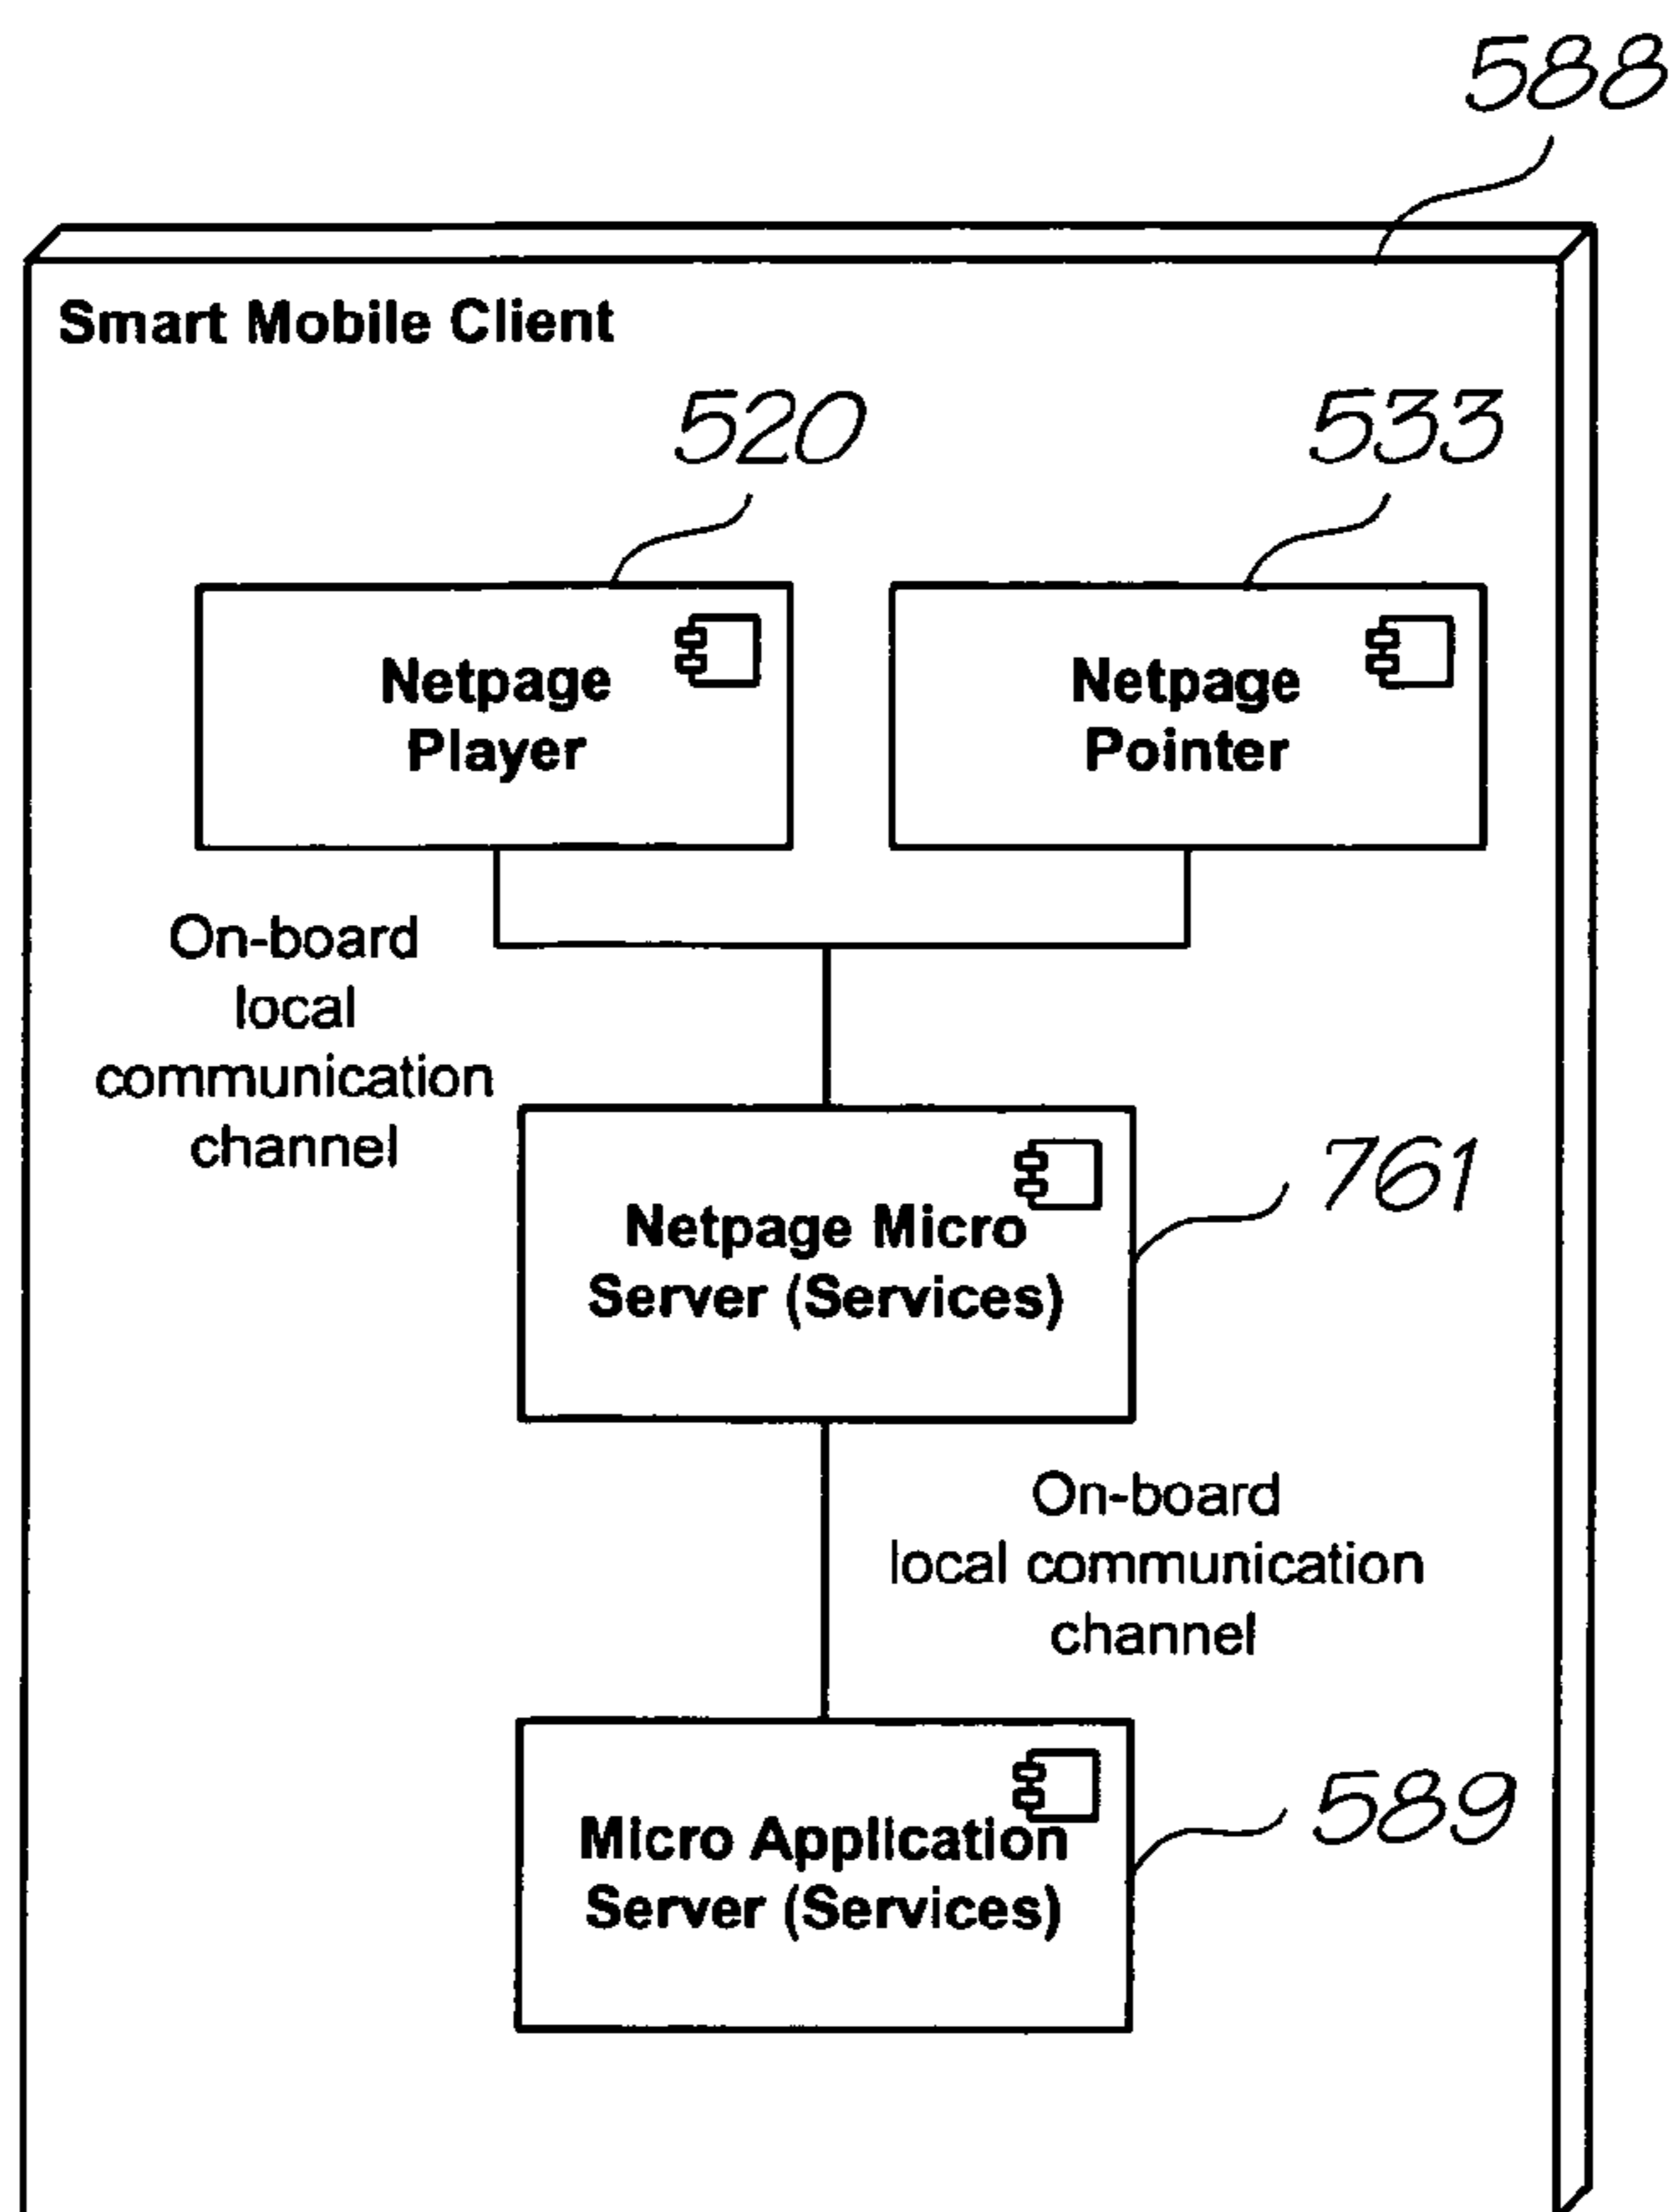 588
Smart Mobile Client
520
533
Netpage
Player
Netpage
Pointer
On-board
local
communication
channel
761
Netpage Micro
Server (Services)
On-board
local communication
channel
589
Micro Application
Server (Services)